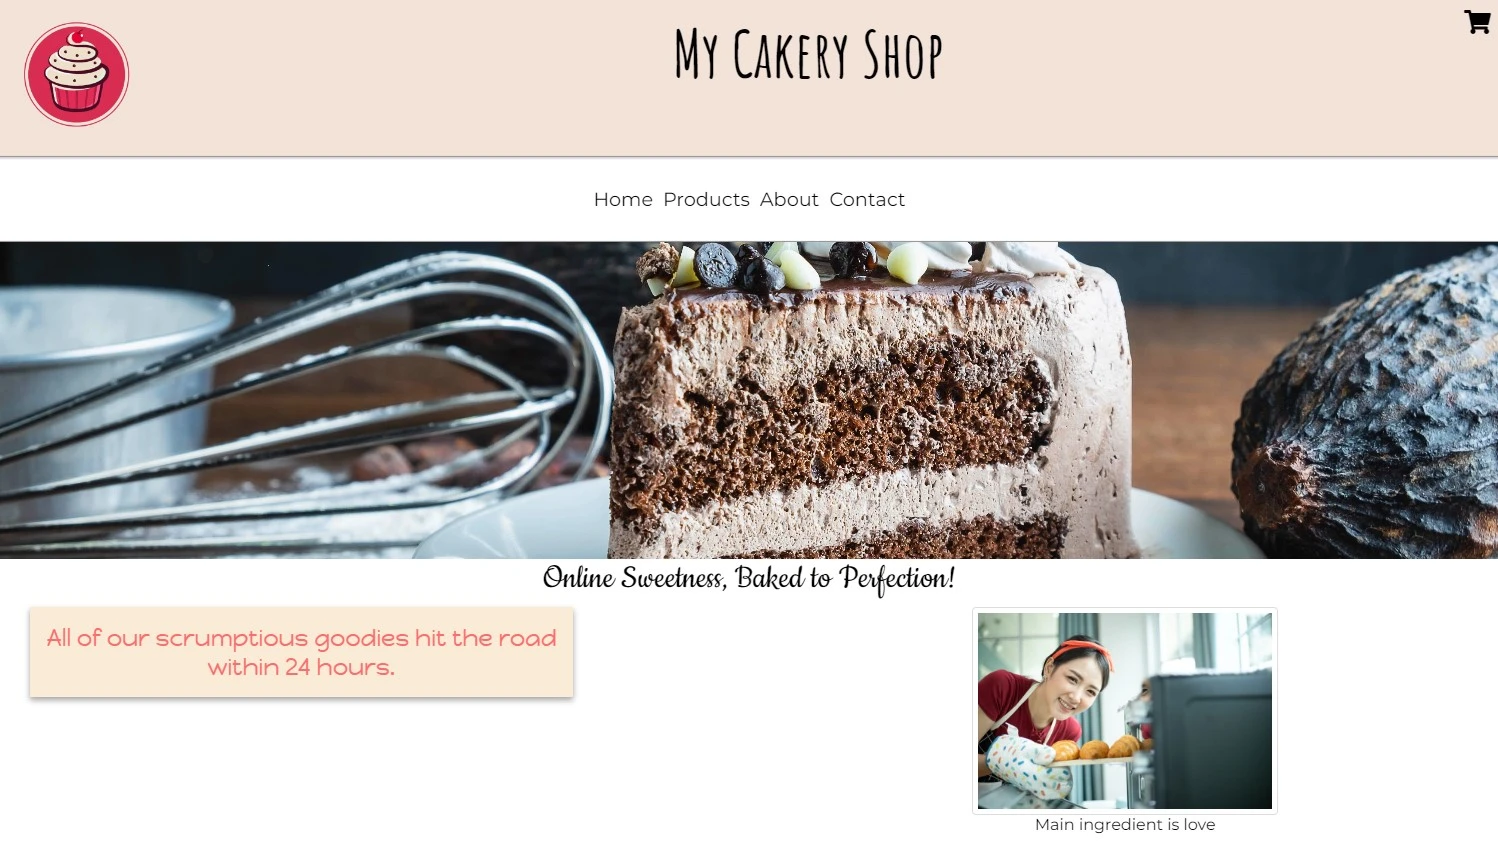 My Cakery Shop
Home Products About Contact
Online Sweetness, Baked to Perfection!
All of our scrumptious goodies hit the road
within 24 hours.
Main ingredient is love